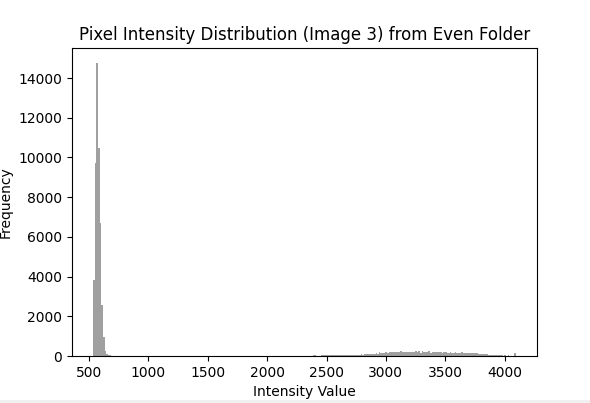 Pixel Intensity Distribution (Image 3) from Even Folder
14000
12000
10000
8000
6000
4000
2000
0
Frequency
500 1000 1500 2000 2500 3000 3500 4000
Intensity Value